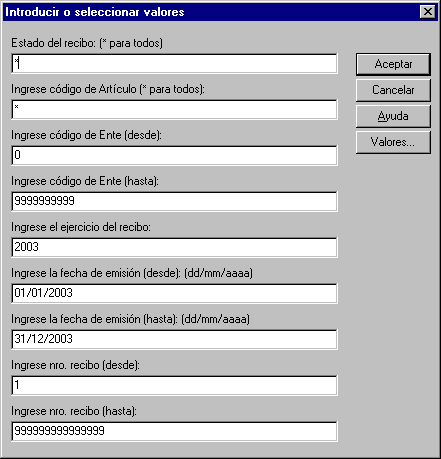 Introducir o seleccionar valores
Estado del recibo: (* para todos)
*
Aceptar
Ingrese código de Artículo (* para todos):
Cancelar
*
Ayuda
Ingrese código de Ente (desde):
Valores...
0
Ingrese código de Ente (hasta):
9999999999
Ingrese el ejercicio del recibo:
2003
Ingrese la fecha de emisión (desde): (dd/mm/aaaa)
01/01/2003
Ingrese la fecha de emisión (hasta): (dd/mm/aaaa)
31/12/2003
Ingrese nro. recibo (desde):
1
Ingrese nro. recibo (hasta):
999999999999999